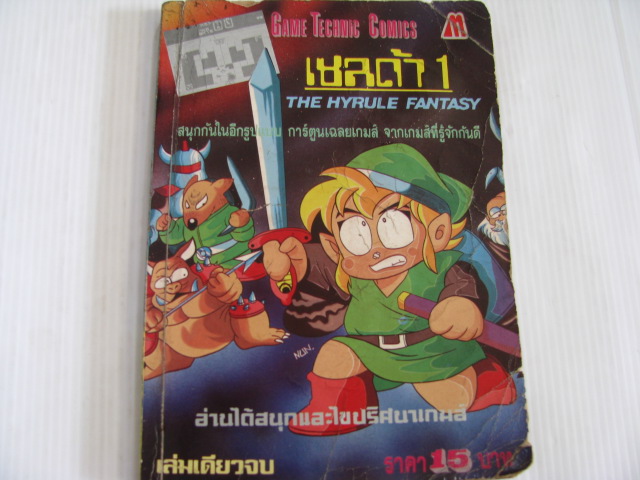 GAME TECHNIC COMICS
M
เซลด้า 1
THE HYRULE FANTASY
สนุกกันในอีกรูปแบบ การ์ตูนเฉลยเกมส์ จากเกมส์ที่รู้จักกันดี
NUN.
อ่านได้สนุกและไขปริศนาเกมส์
เล่มเดียวจบ
ราคา 15 บาท